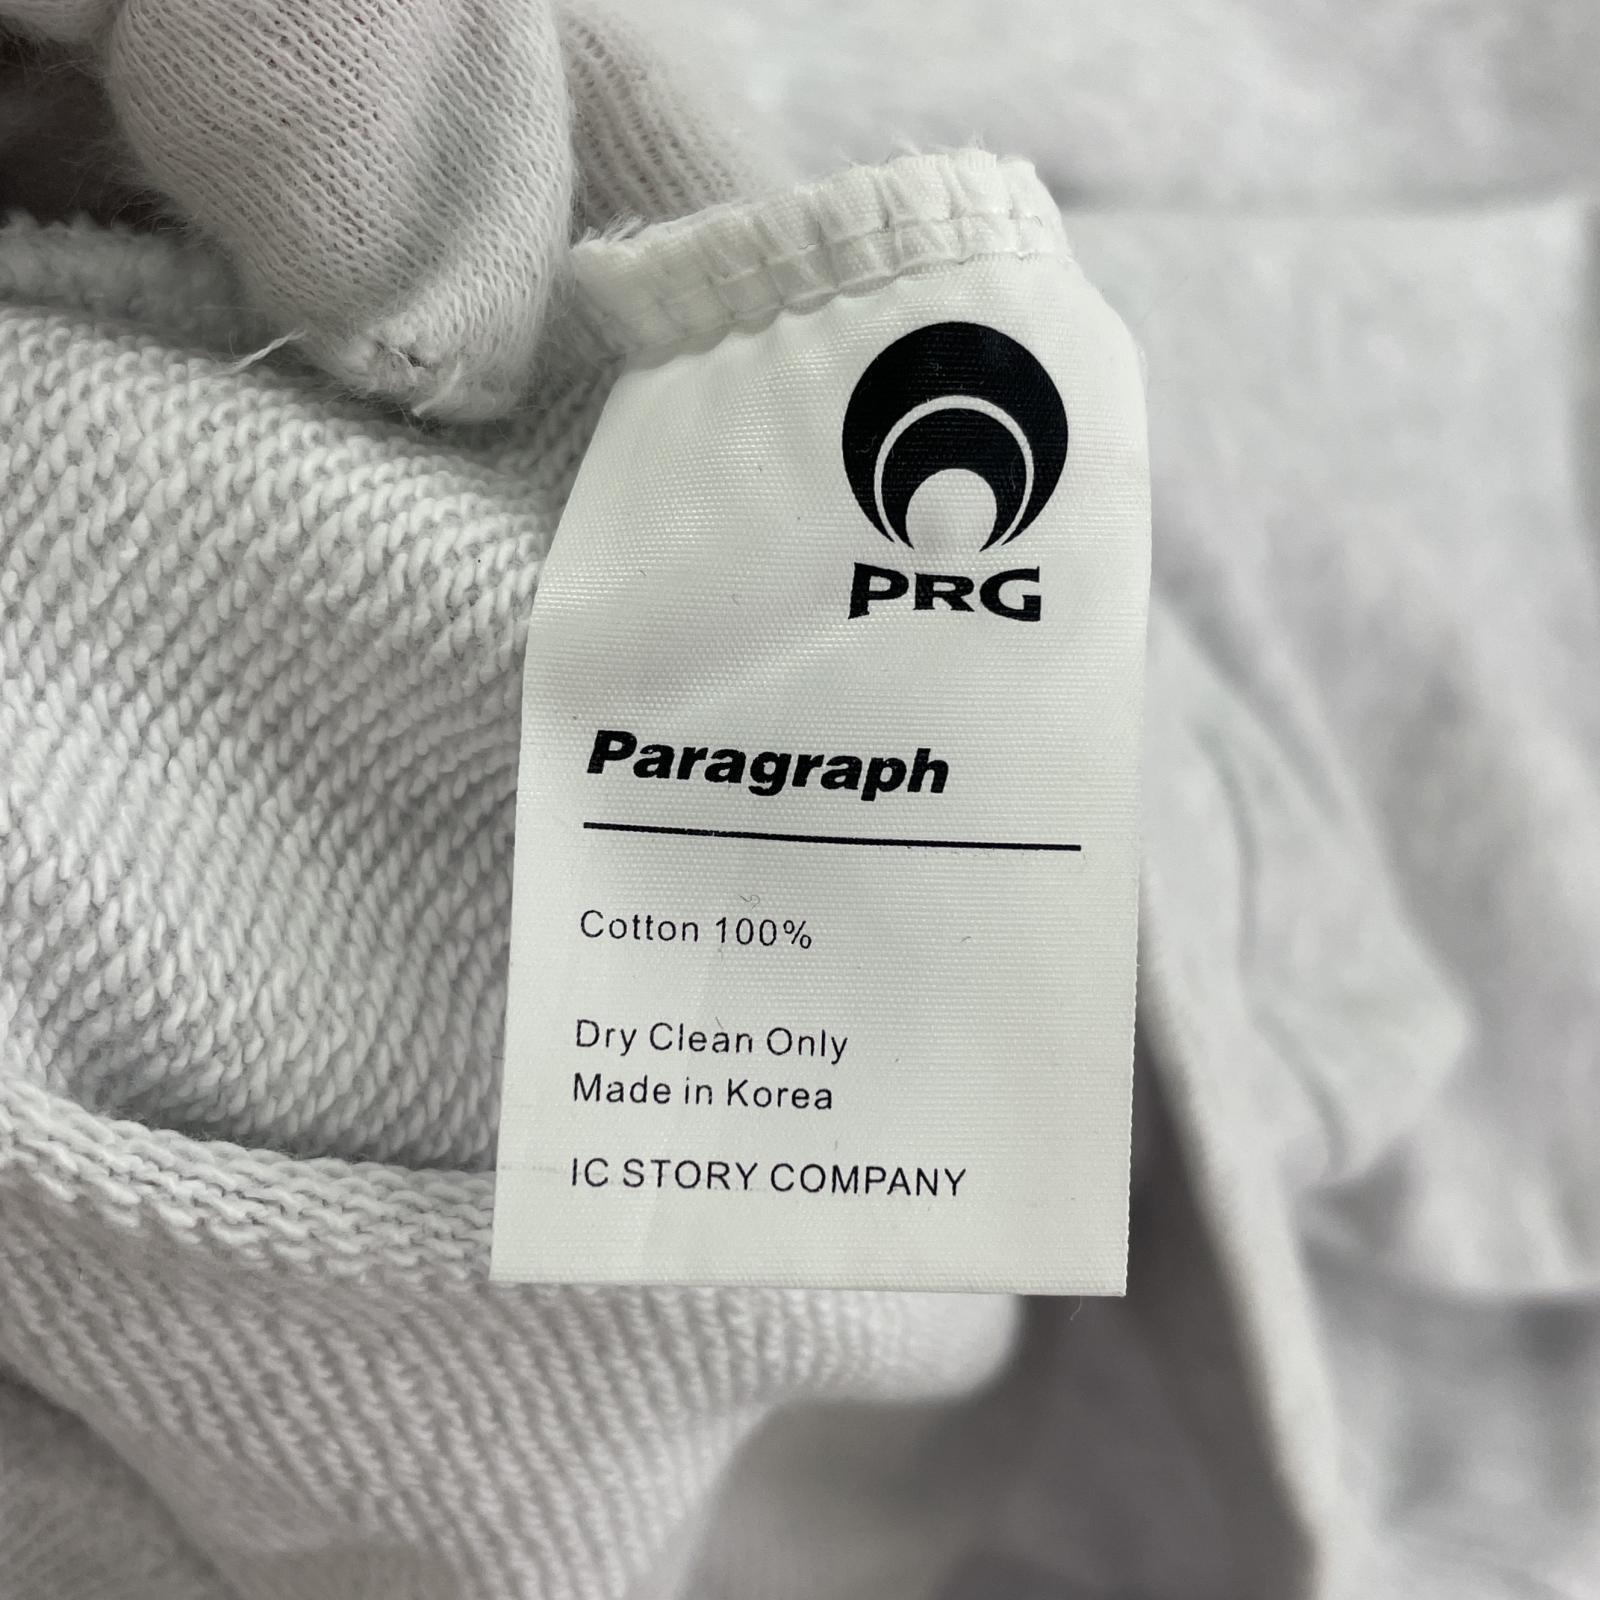 PRG
Paragraph
Cotton 100%
Dry Clean Only
Made in Korea
IC STORY COMPANY